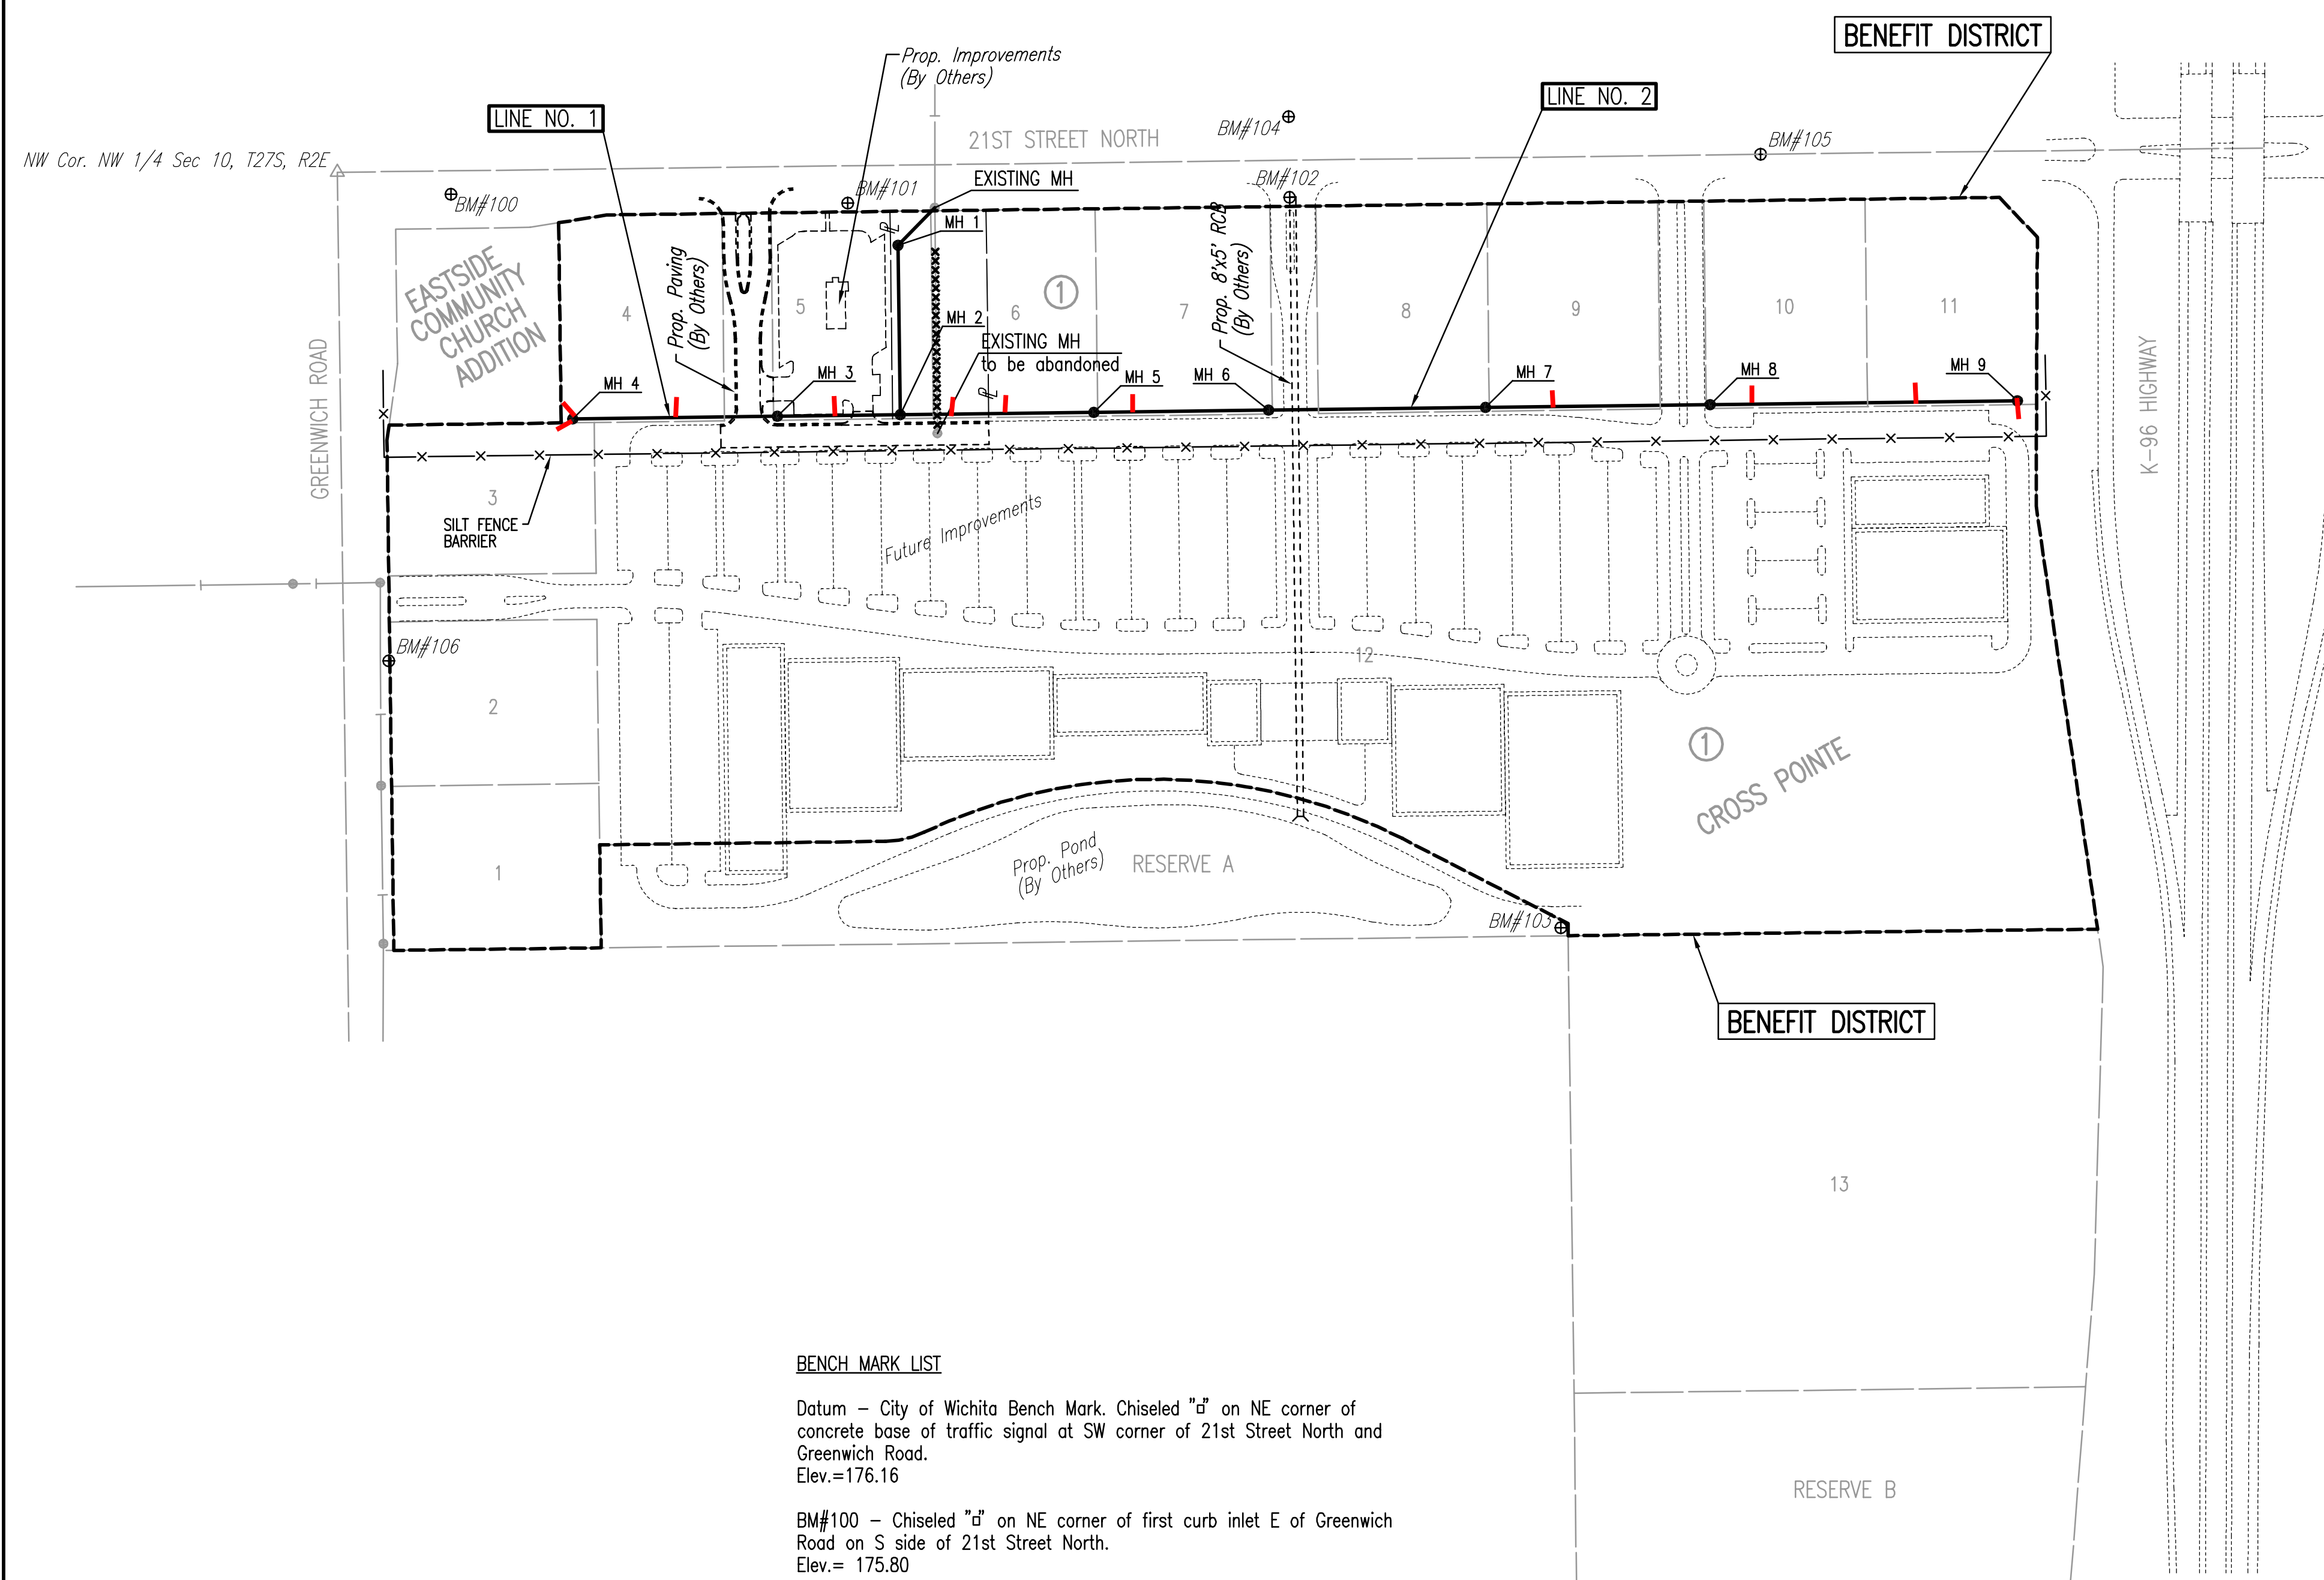 BENEFIT DISTRICT
Prop. Improvements
(By Others)
LINE NO. 1
LINE NO. 2
BM#104
21ST STREET NORTH
BM#105
NW Cor. NW 1/4 Sec 10, T27S, R2E
BM#100
BM#101
EXISTING MH
BM#102
MH 1
EASTSIDE
COMMUNITY
CHURCH
ADDITION
Prop. Paving
(By Others)
Prop. 8'x5' RCB
(By Others)
4
5
6
1
7
8
9
10
11
MH 2
EXISTING MH
to be abandoned
MH 4
MH 3
MH 5
MH 6
MH 7
MH 8
MH 9
GREENWICH ROAD
K-96 HIGHWAY
3
SILT FENCE
BARRIER
Future Improvements
BM#106
12
2
1
CROSS POINTE
1
Prop. Pond
(By Others)
RESERVE A
BM#103
BENEFIT DISTRICT
13
RESERVE B
BENCH MARK LIST
Datum – City of Wichita Bench Mark. Chiseled "□" on NE corner of
concrete base of traffic signal at SW corner of 21st Street North and
Greenwich Road.
Elev.=176.16
BM#100 – Chiseled "□" on NE corner of first curb inlet E of Greenwich
Road on S side of 21st Street North.
Elev.= 175.80